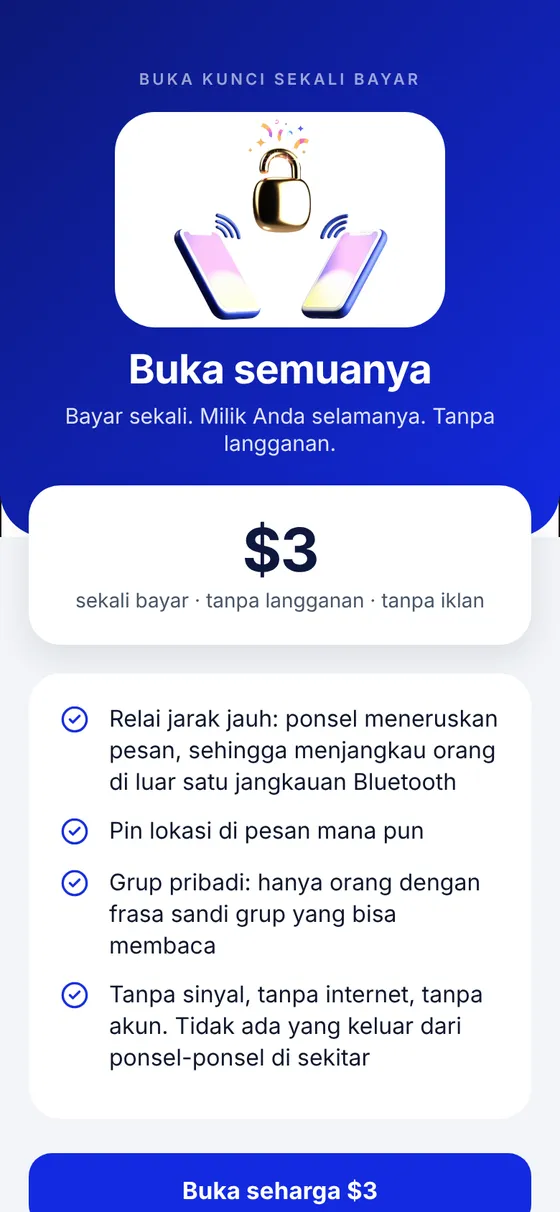 BUKA KUNCI SEKALI BAYAR
Buka semuanya
Bayar sekali. Milik Anda selamanya. Tanpa
langganan.
$3
sekali bayar · tanpa langganan · tanpa iklan
Relai jarak jauh: ponsel meneruskan
pesan, sehingga menjangkau orang
di luar satu jangkauan Bluetooth
Pin lokasi di pesan mana pun
Grup pribadi: hanya orang dengan
frasa sandi grup yang bisa
membaca
Tanpa sinyal, tanpa internet, tanpa
akun. Tidak ada yang keluar dari
ponsel-ponsel di sekitar
Buka seharga $3